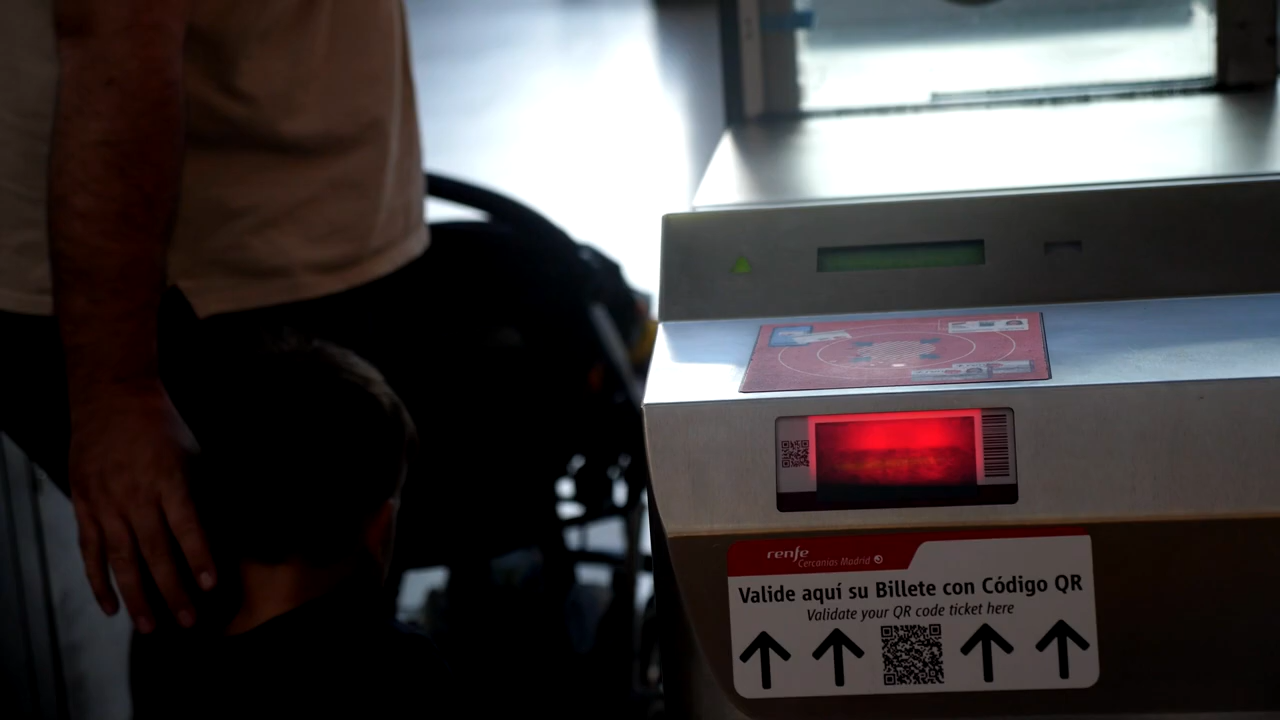 renfe
Cercanías Madrid
Valide aquí su Billete con Código QR
Validate your QR code ticket here